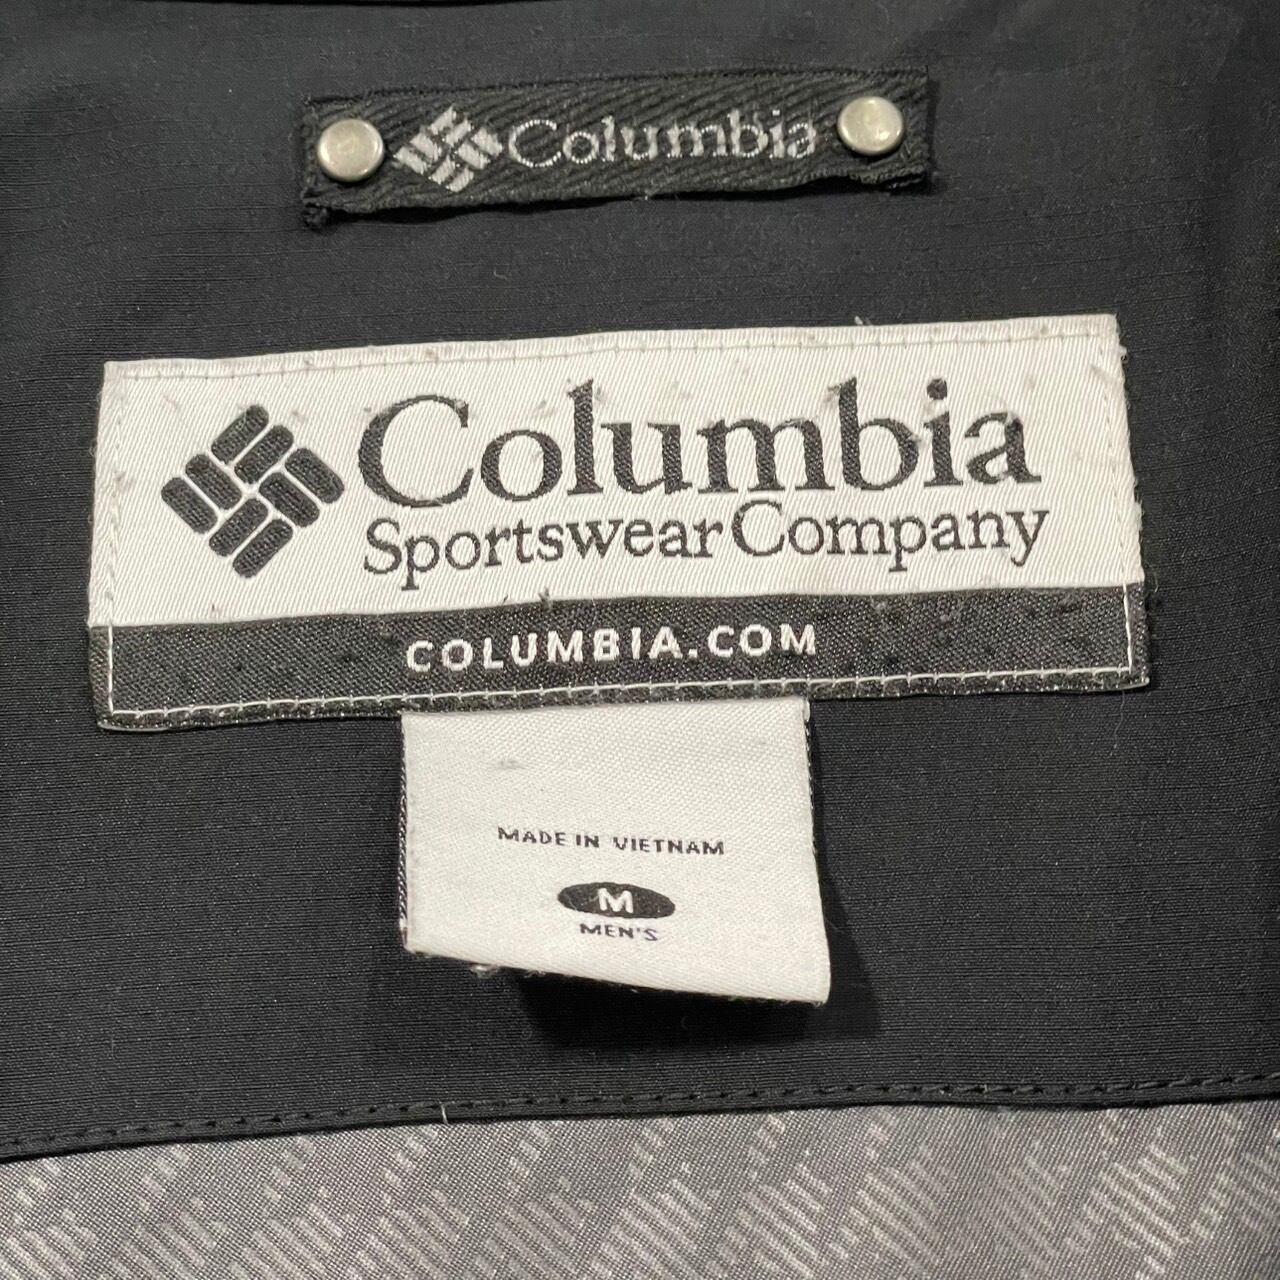 Columbia
Columbia
Sportswear Company
COLUMBIA.COM
MADE IN VIETNAM
M
MEN'S